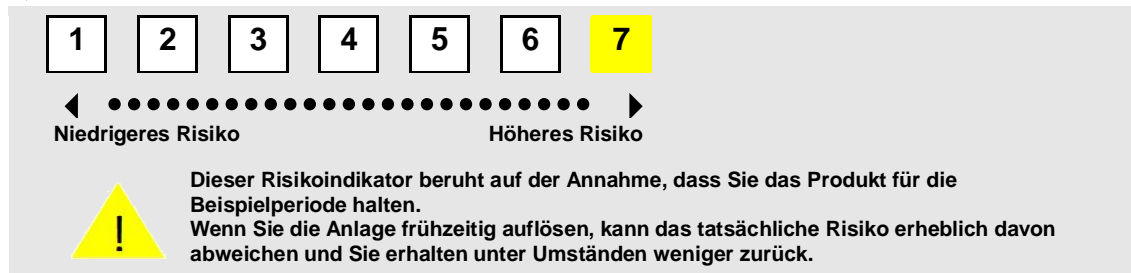 1 2 3 4 5 6 7
Niedrigeres Risiko Höheres Risiko
Dieser Risikoindikator beruht auf der Annahme, dass Sie das Produkt für die
Beispielperiode halten.
Wenn Sie die Anlage frühzeitig auflösen, kann das tatsächliche Risiko erheblich davon
abweichen und Sie erhalten unter Umständen weniger zurück.
!